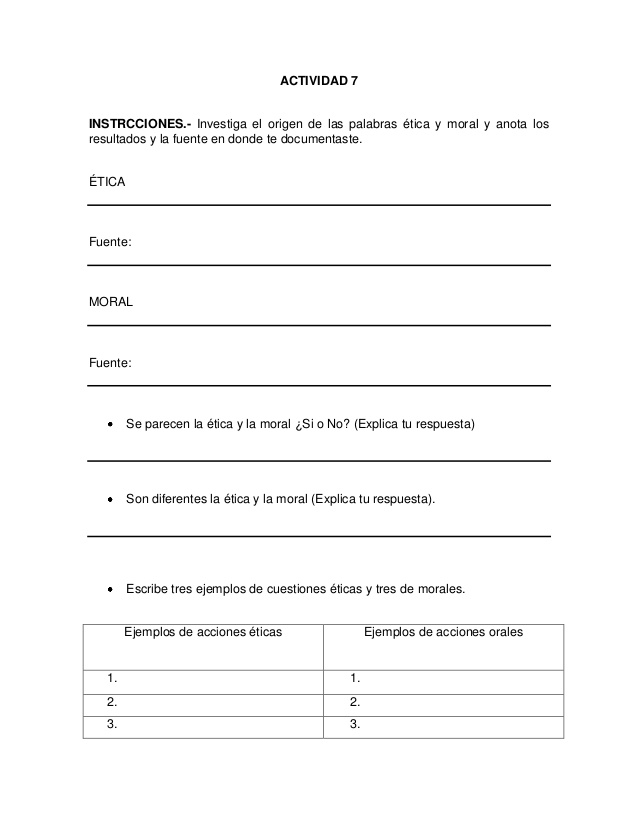 ACTIVIDAD 7
INSTRCCIONES.- Investiga el origen de las palabras ética y moral y anota los
resultados y la fuente en donde te documentaste.
ÉTICA
Fuente:
MORAL
Fuente:
• Se parecen la ética y la moral ¿Si o No? (Explica tu respuesta)
• Son diferentes la ética y la moral (Explica tu respuesta).
• Escribe tres ejemplos de cuestiones éticas y tres de morales.
Ejemplos de acciones éticas Ejemplos de acciones orales
1. 1.
2. 2.
3. 3.